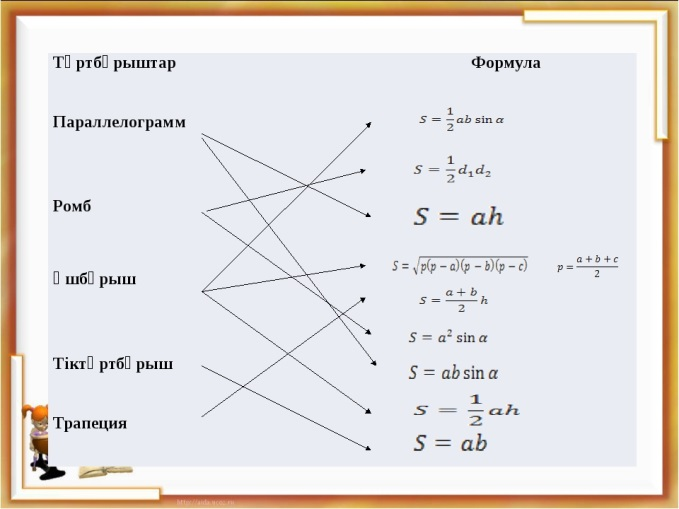 Төртбұрыштар Формула
Параллелограмм
S = 1/2 ab sin α
S = 1/2 d₁d₂
Ромб
S = ah
S = √(p(p − a)(p − b)(p − c)) p = (a + b + c)/2
Үшбұрыш
S = (a + b)/2 h
S = a² sin α
Тіктөртбұрыш
S = ab sin α
S = 1/2 ah
Трапеция
S = ab